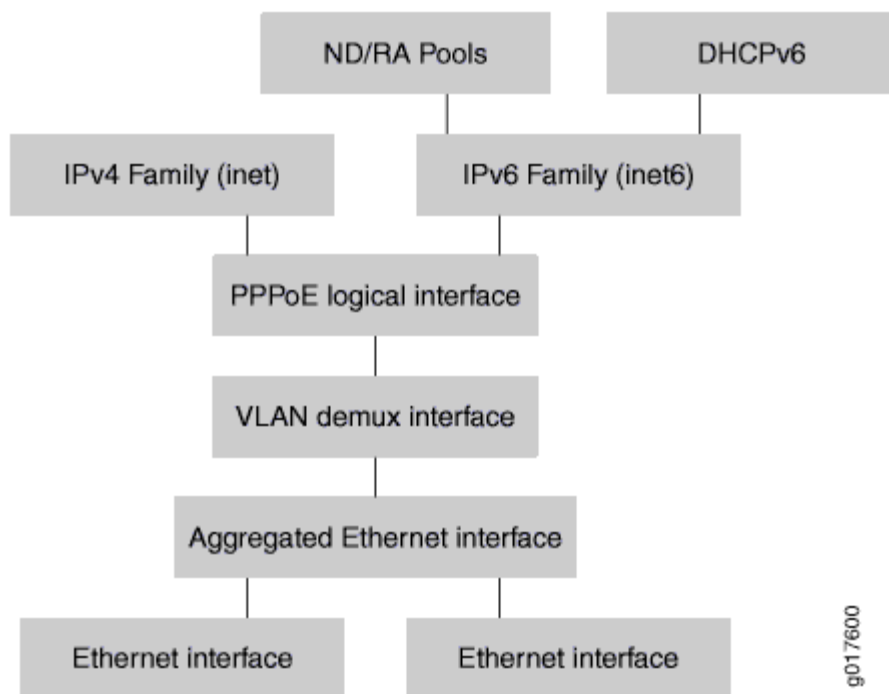 ND/RA Pools
DHCPv6
IPv4 Family (inet)
IPv6 Family (inet6)
PPPoE logical interface
VLAN demux interface
Aggregated Ethernet interface
Ethernet interface
Ethernet interface
g017600